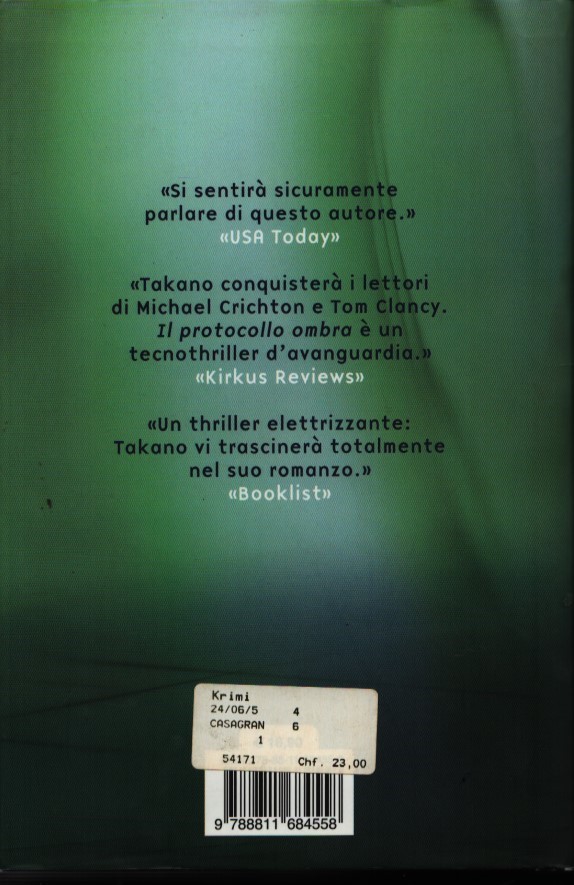 «Si sentirà sicuramente
parlare di questo autore.»
«USA Today»
«Takano conquisterà i lettori
di Michael Crichton e Tom Clancy.
Il protocollo ombra è un
tecnothriller d'avanguardia.»
«Kirkus Reviews»
«Un thriller elettrizzante:
Takano vi trascinerà totalmente
nel suo romanzo.»
«Booklist»
Krimi
24/06/5 4
CASAGRAN 6
1
54171 Chf. 23,00
9 788811 684558